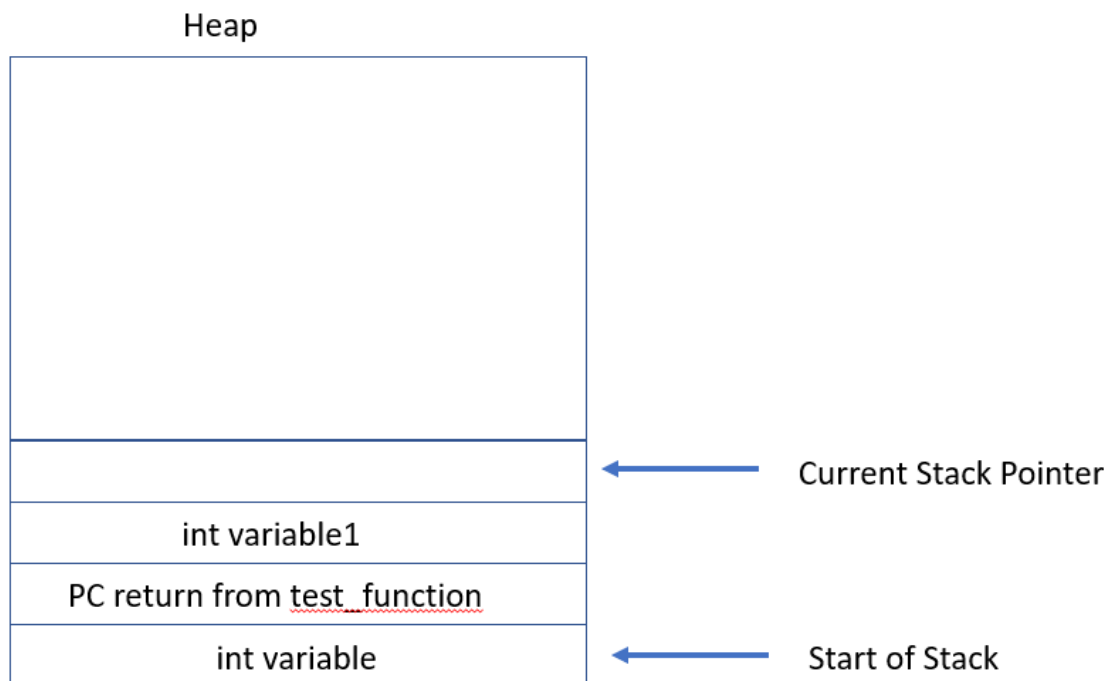 Heap
Current Stack Pointer
int variable1
PC return from test_function
int variable
Start of Stack